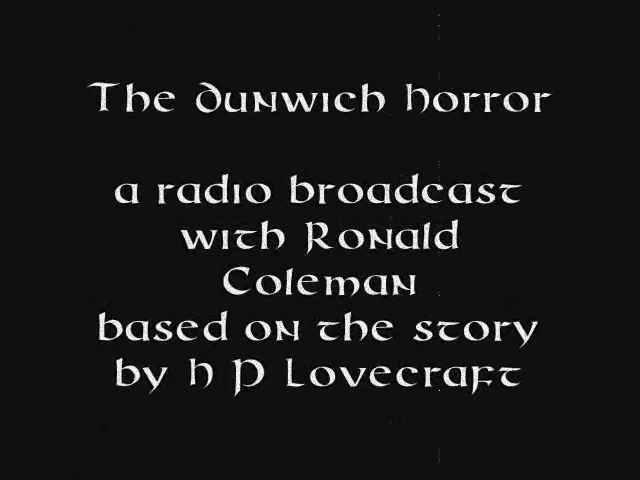 The Dunwich Horror
a radio broadcast
with Ronald
Coleman
based on the story
by H P Lovecraft